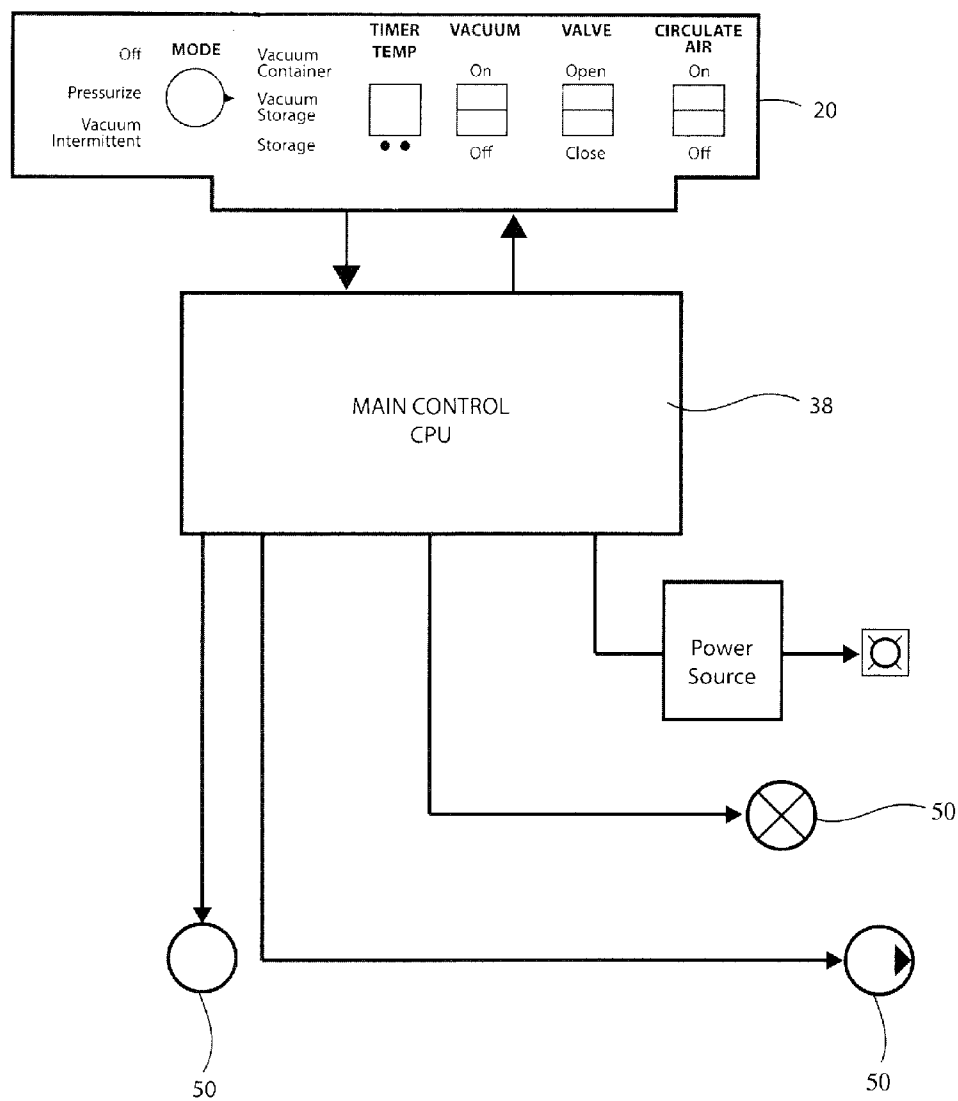 Off
Pressurize
Vacuum
Intermittent
MODE
Vacuum
Container
Vacuum
Storage
Storage
TIMER
TEMP
VACUUM
On
Off
VALVE
Open
Close
CIRCULATE
AIR
On
Off
20
MAIN CONTROL
CPU
38
Power
Source
50
50
50